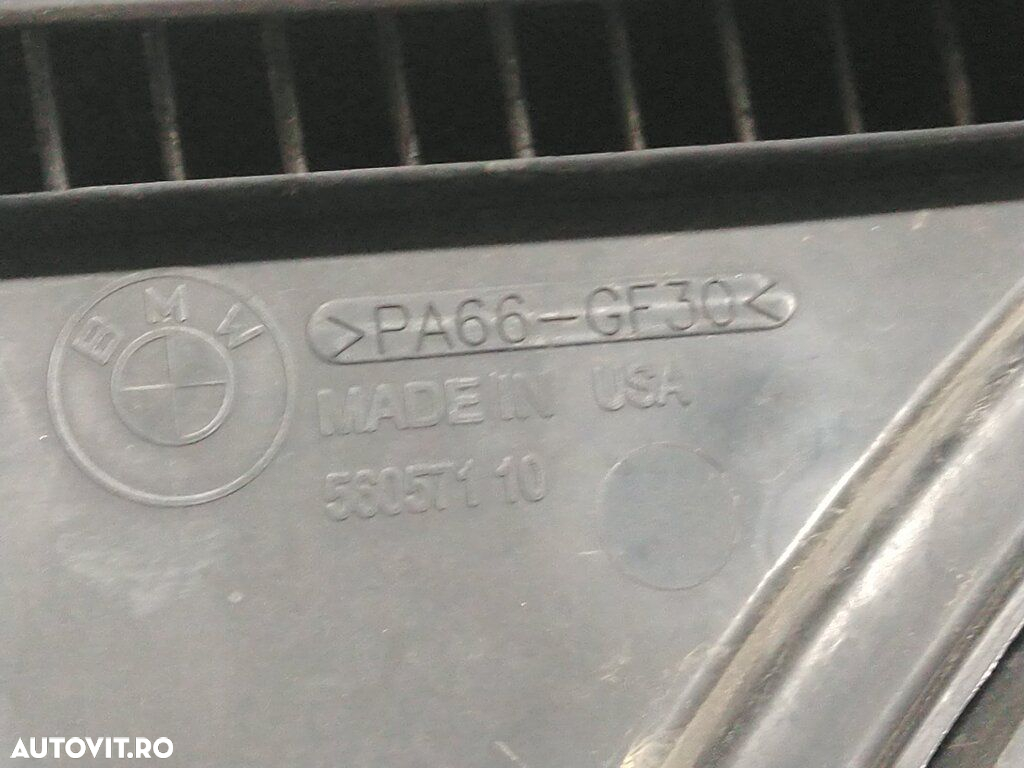 BMW
>PA66-GF30<
MADE IN USA
560571 10
AUTOVIT.RO